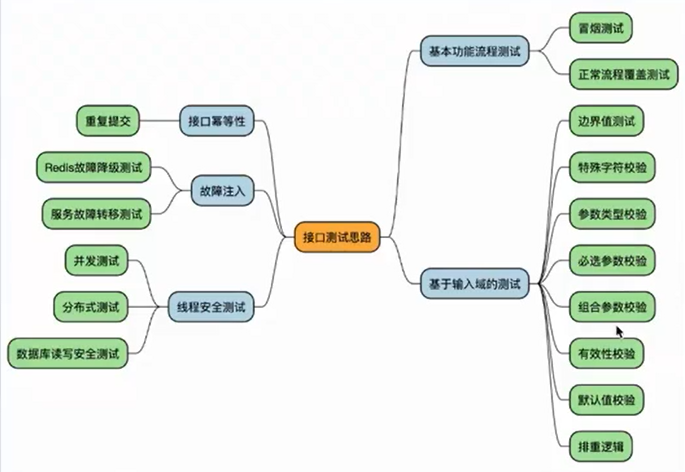 接口测试思路
基本功能流程测试
冒烟测试
正常流程覆盖测试
基于输入域的测试
边界值测试
特殊字符校验
参数类型校验
必选参数校验
组合参数校验
有效性校验
默认值校验
排重逻辑
接口幂等性
重复提交
故障注入
Redis故障降级测试
服务故障转移测试
线程安全测试
并发测试
分布式测试
数据库读写安全测试